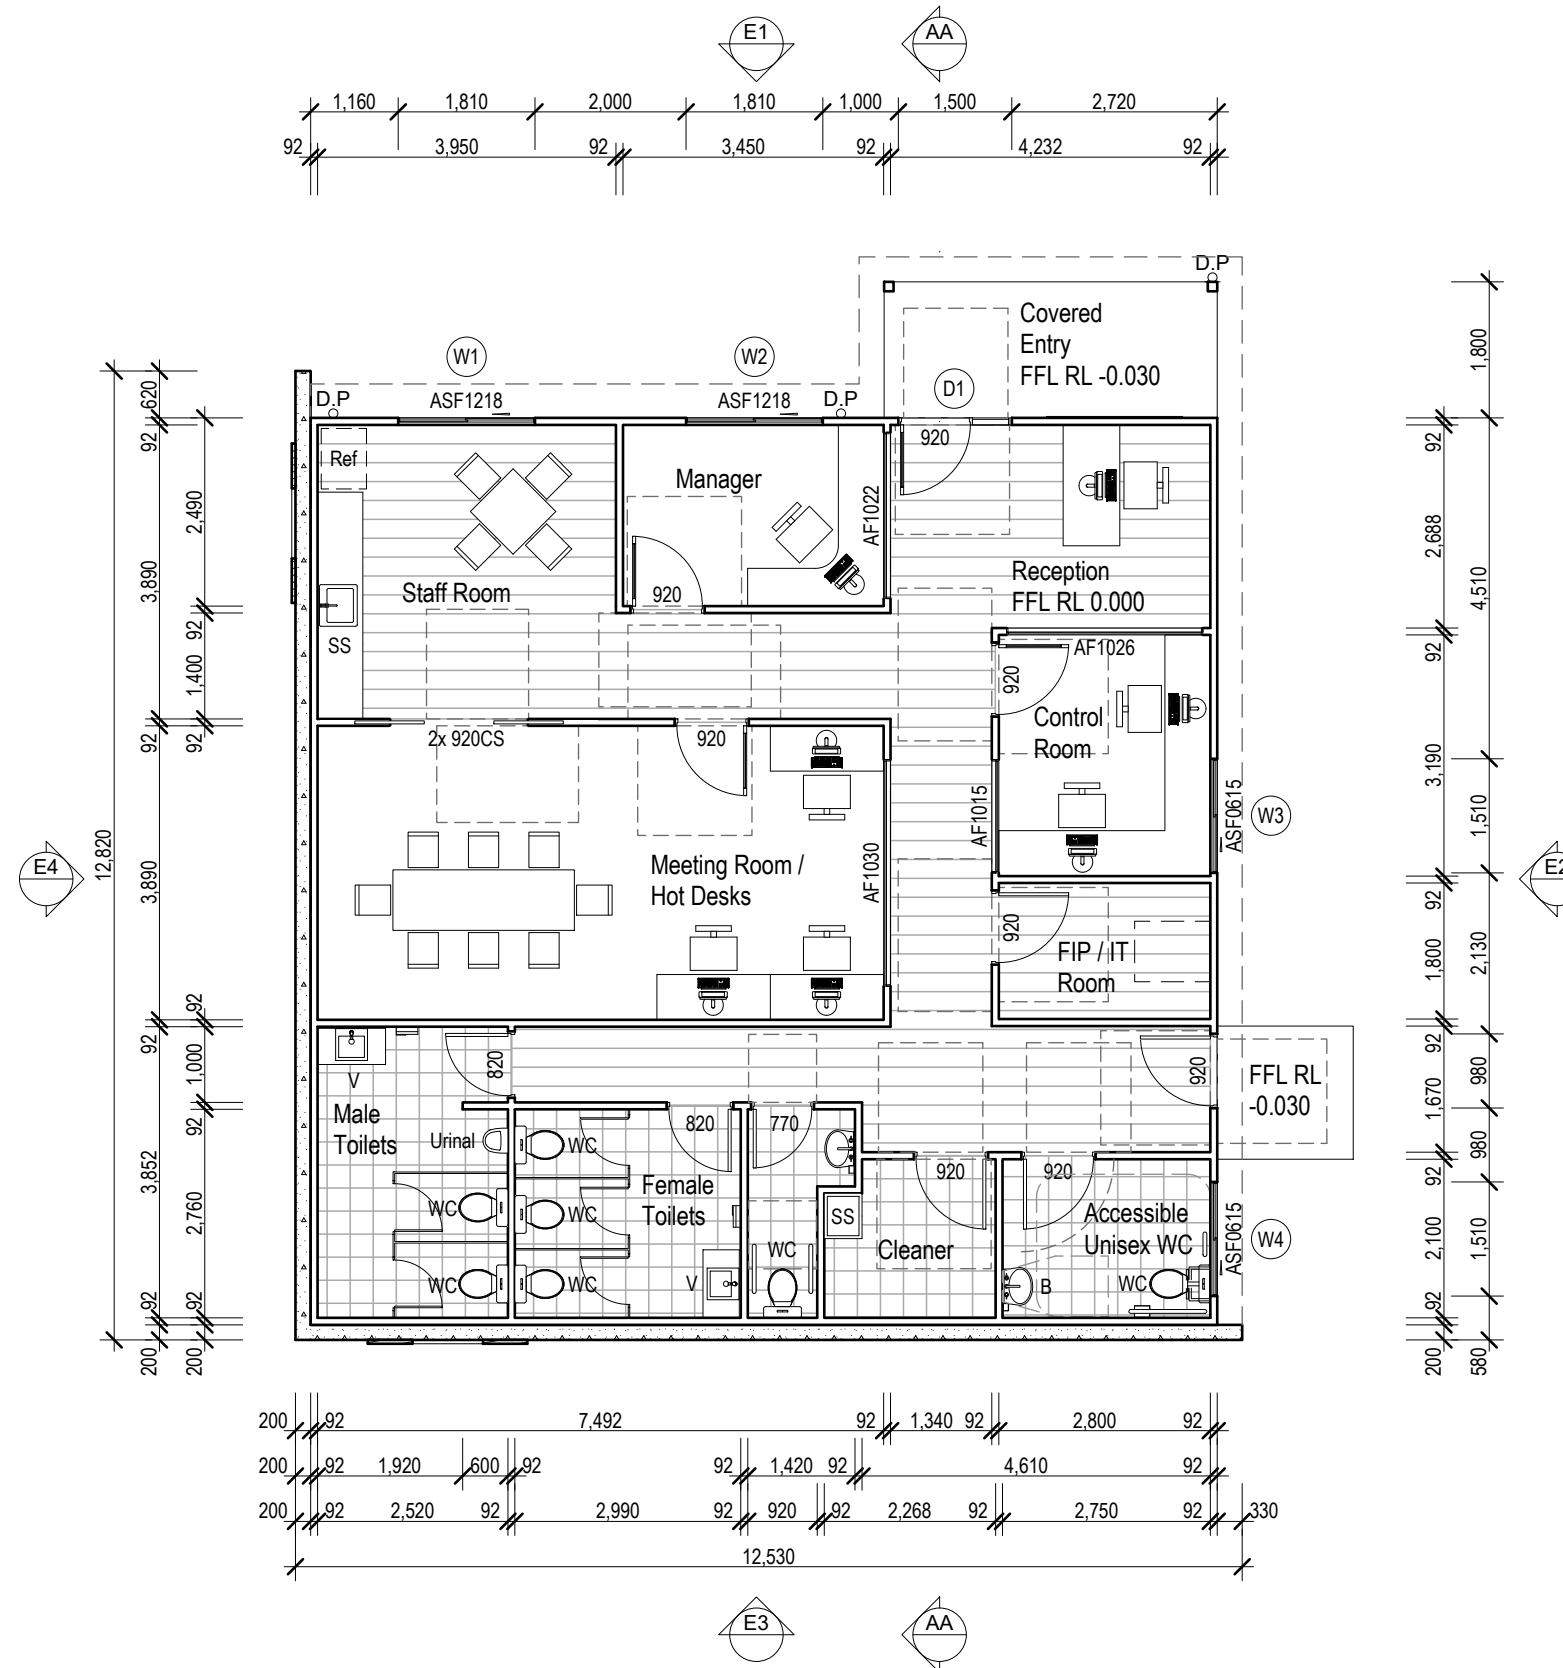 E1
AA
1,160 1,810 2,000 1,810 1,000 1,500 2,720
92 3,950 92 3,450 92 4,232 92
D.P
Covered
Entry
FFL RL -0.030
W1
W2
D1
D.P
ASF1218
ASF1218
D.P
920
Ref
Manager
AF1022
Staff Room
920
Reception
FFL RL 0.000
SS
AF1026
920
Control
Room
2x 920CS
920
AF1015
ASF0615
W3
Meeting Room /
Hot Desks
AF1030
920
FIP / IT
Room
E4
E2
V
820
920
FFL RL
-0.030
Male
Toilets
Urinal
WC
820
770
920
920
WC
WC
Female
Toilets
SS
Cleaner
Accessible
Unisex WC
ASF0615
W4
WC
WC
WC
V
B
WC
12,820
620
92
3,890
92
3,890
92
3,852
92
200
2,490
92
1,400
92
92
1,000
92
2,760
92
200
92
2,688
92
3,190
92
1,800
92
1,670
92
2,100
92
200
1,800
4,510
1,510
2,130
980
980
1,510
580
200 92 7,492 92 1,340 92 2,800 92
200 92 1,920 600 92 92 1,420 92 4,610 92
200 92 2,520 92 2,990 92 920 92 2,268 92 2,750 92 330
12,530
E3
AA